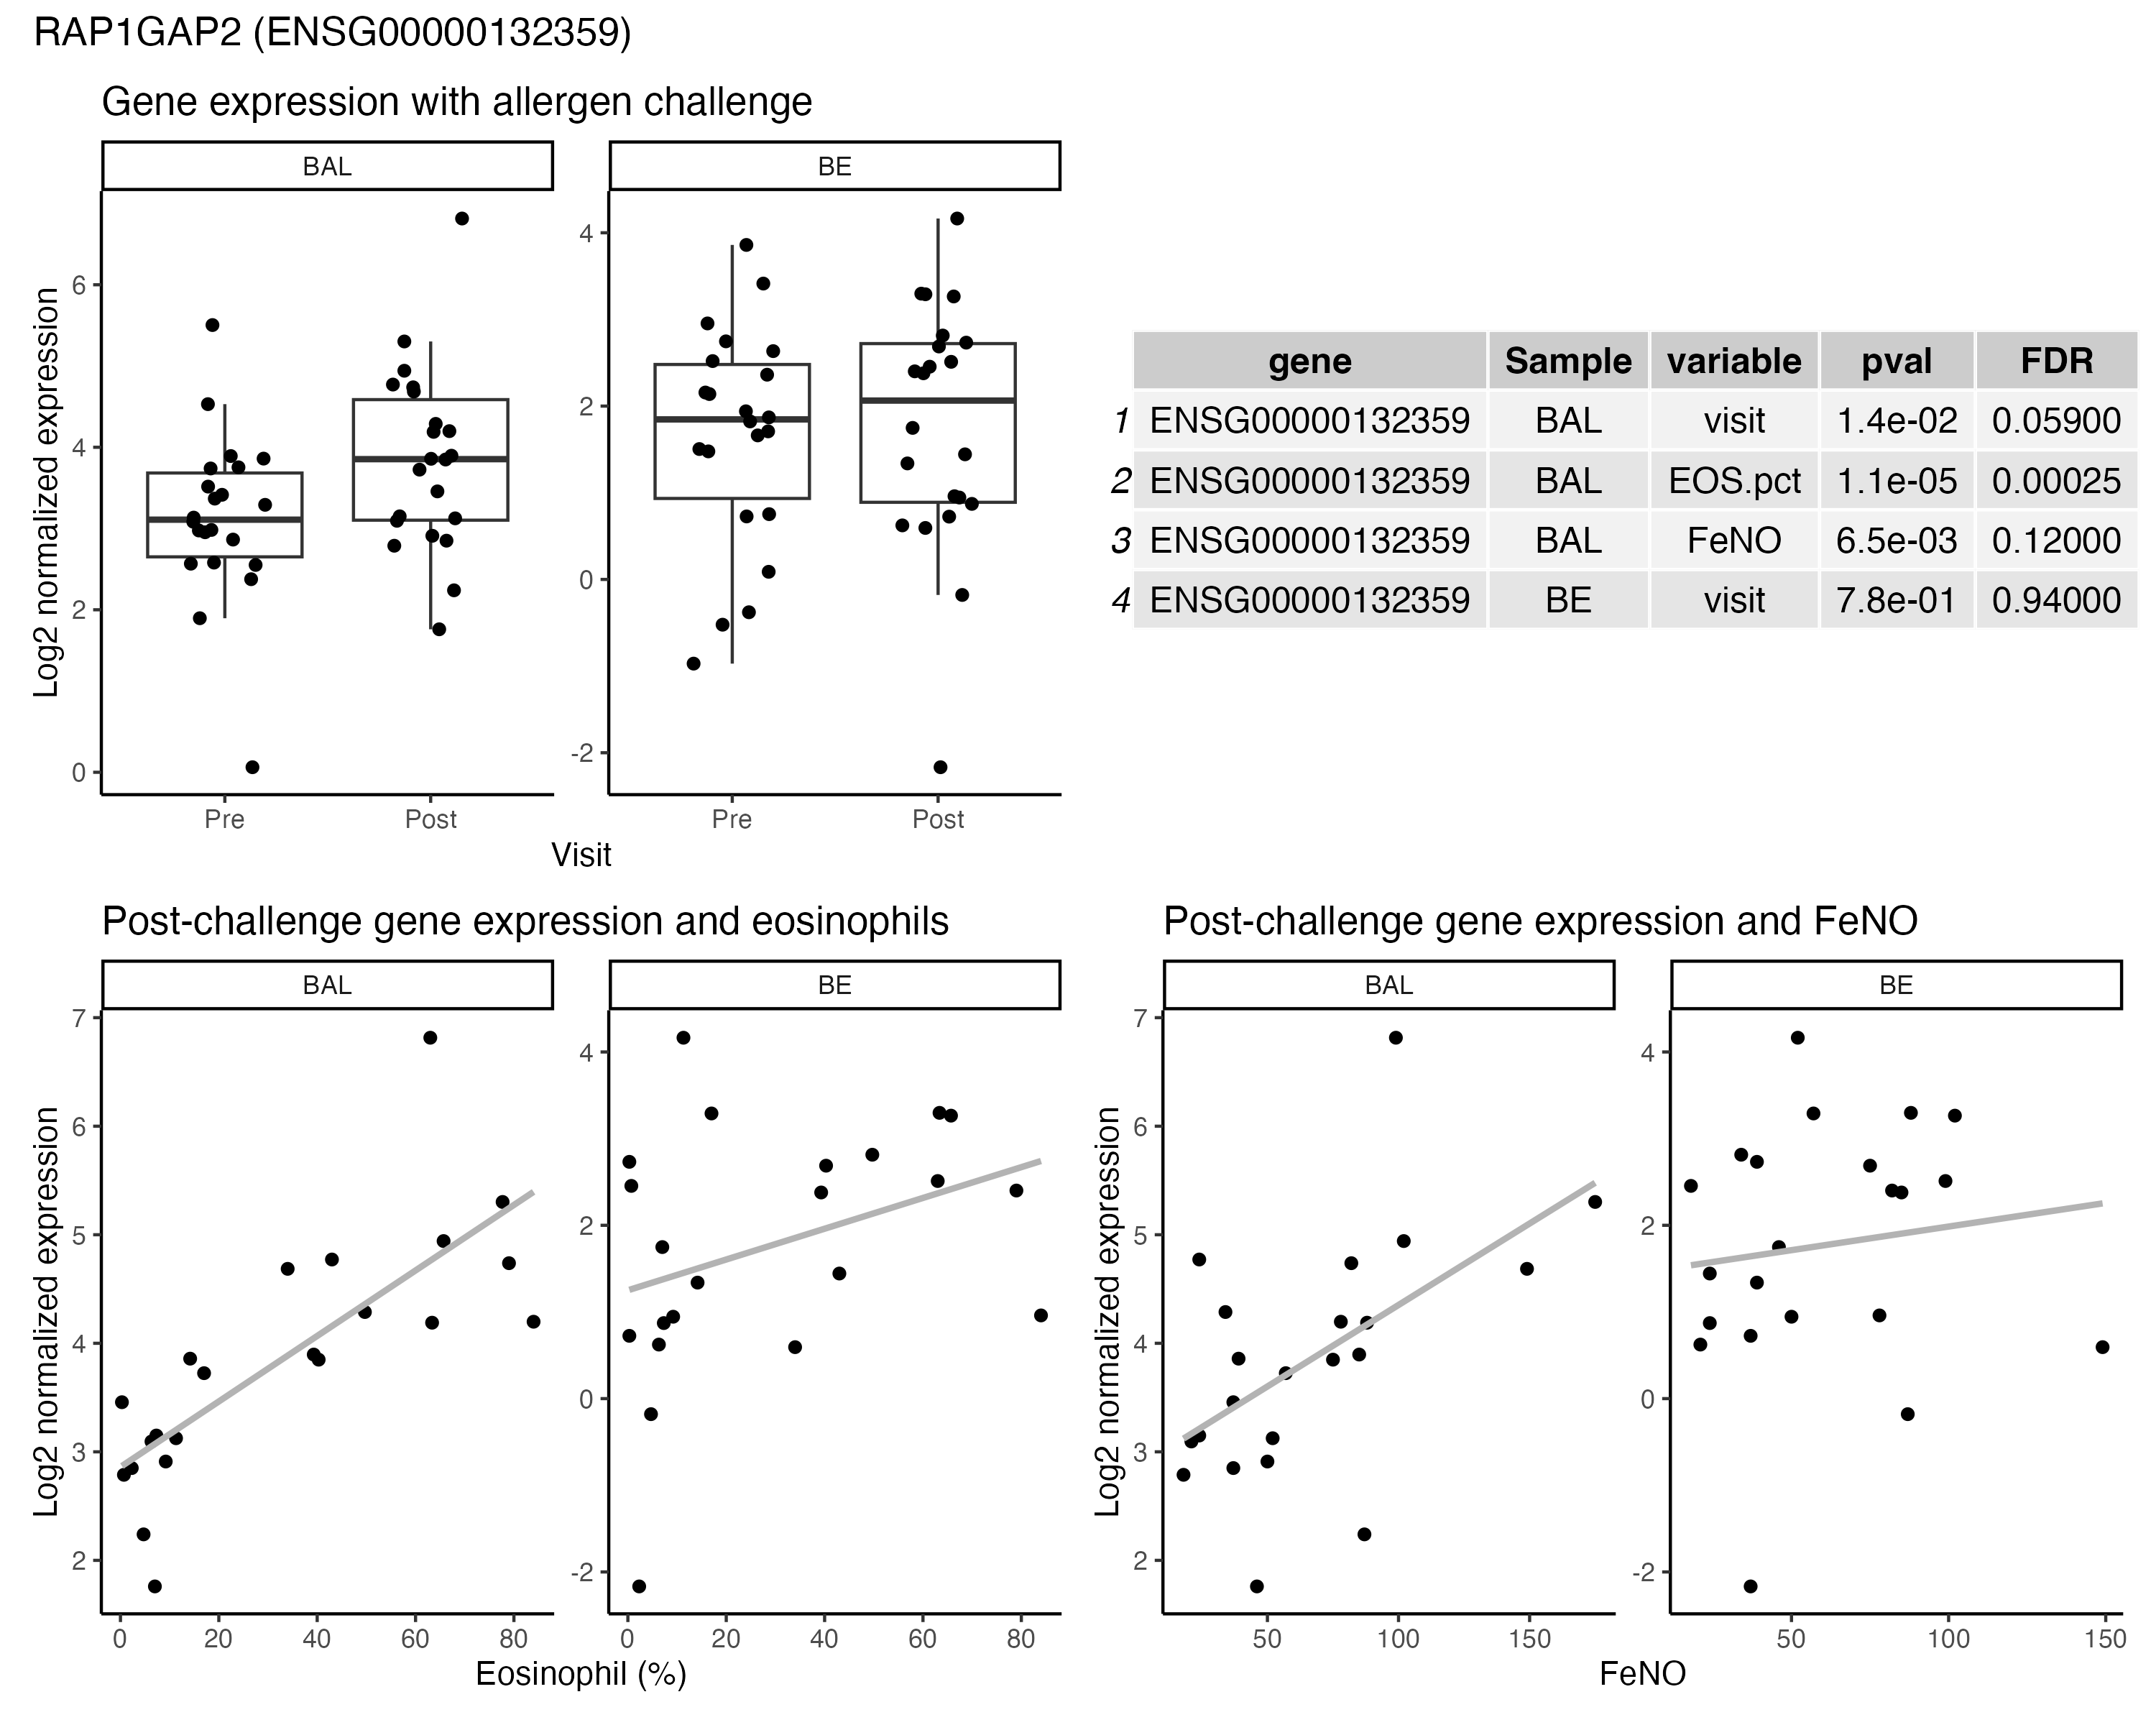 RAP1GAP2 (ENSG00000132359)
Gene expression with allergen challenge
BAL
BE
Log2 normalized expression
6
4
2
0
4
2
0
-2
Pre
Post
Pre
Post
Visit
gene Sample variable pval FDR
1 ENSG00000132359 BAL visit 1.4e-02 0.05900
2 ENSG00000132359 BAL EOS.pct 1.1e-05 0.00025
3 ENSG00000132359 BAL FeNO 6.5e-03 0.12000
4 ENSG00000132359 BE visit 7.8e-01 0.94000
Post-challenge gene expression and eosinophils
BAL
BE
Log2 normalized expression
7
6
5
4
3
2
4
2
0
-2
0 20 40 60 80
0 20 40 60 80
Eosinophil (%)
Post-challenge gene expression and FeNO
BAL
BE
Log2 normalized expression
7
6
5
4
3
2
4
2
0
-2
50 100 150
50 100 150
FeNO